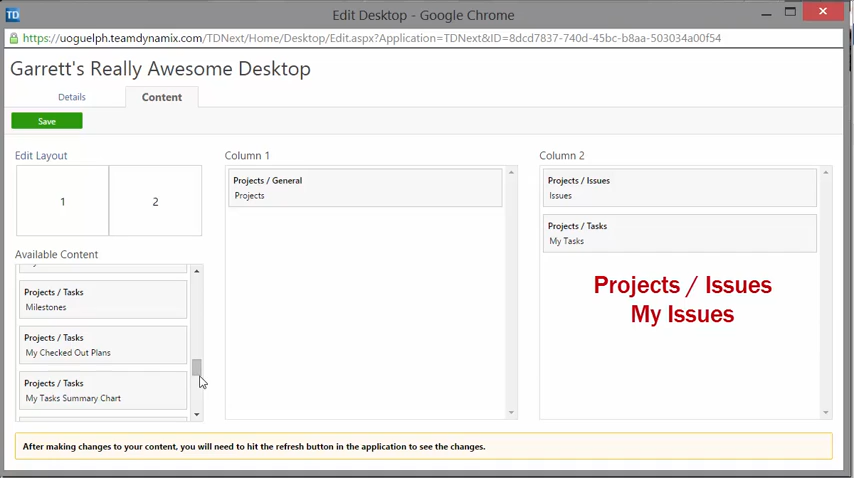 TD
Edit Desktop - Google Chrome
https://uoguelph.teamdynamix.com/TDNext/Home/Desktop/Edit.aspx?Application=TDNext&ID=8dcd7837-740d-45bc-b8aa-503034a00f54
Garrett's Really Awesome Desktop
Details
Content
Save
Edit Layout
1
2
Available Content
Projects / Tasks
Milestones
Projects / Tasks
My Checked Out Plans
Projects / Tasks
My Tasks Summary Chart
Column 1
Projects / General
Projects
Column 2
Projects / Issues
Issues
Projects / Tasks
My Tasks
Projects / Issues
My Issues
After making changes to your content, you will need to hit the refresh button in the application to see the changes.